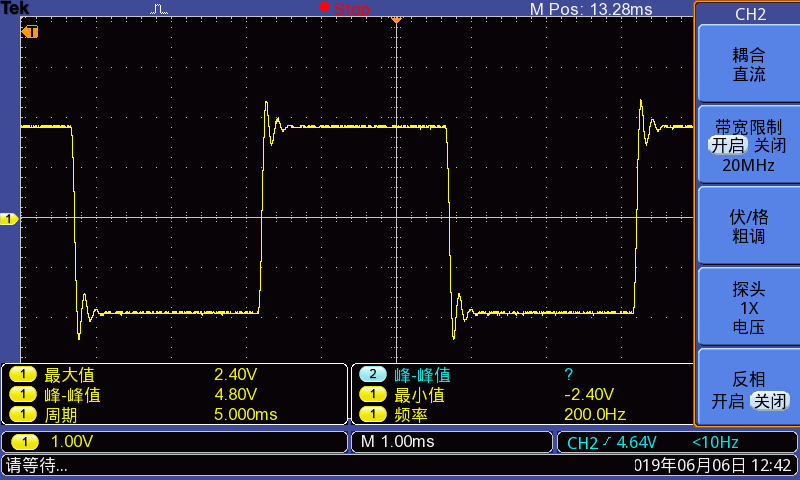 Tek Stop M Pos: 13.28ms CH2
T
耦合
直流
带宽限制
开启 关闭
20MHz
1
伏/格
粗调
探头
1X
电压
反相
开启 关闭
1 最大值 2.40V
1 峰-峰值 4.80V
1 周期 5.000ms
2 峰-峰值 ?
1 最小值 -2.40V
1 频率 200.0Hz
1 1.00V M 1.00ms CH2 4.64V <10Hz
请等待... 019年06月06日 12:42